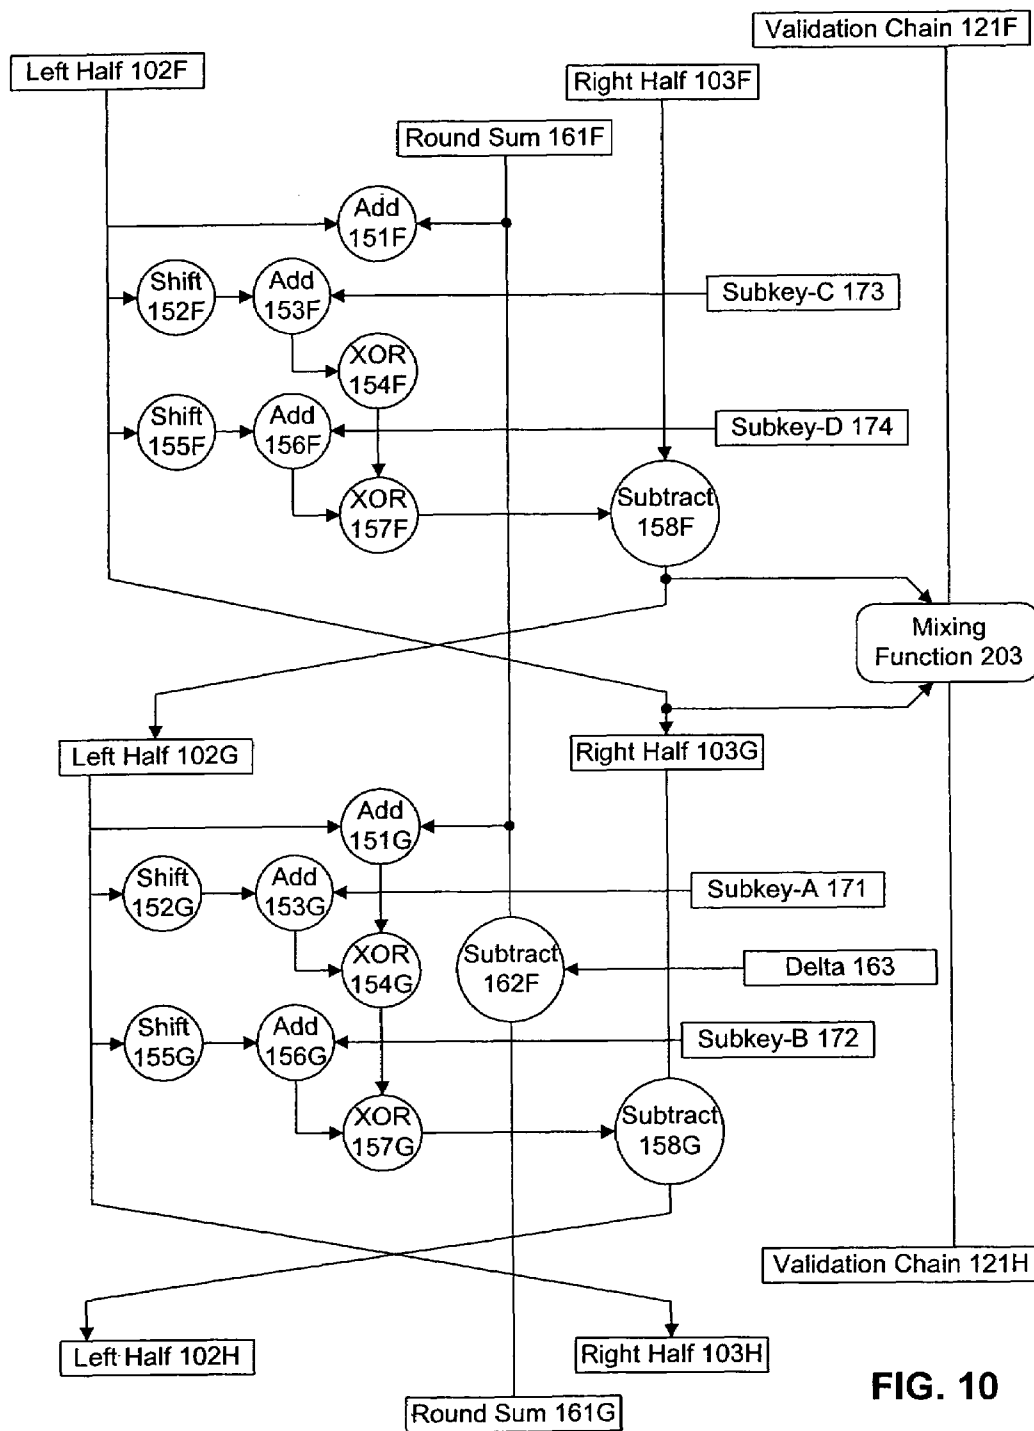 Validation Chain 121F
Left Half 102F
Right Half 103F
Round Sum 161F
Add
151F
Shift
152F
Add
153F
Subkey-C 173
XOR
154F
Shift
155F
Add
156F
Subkey-D 174
XOR
157F
Subtract
158F
Mixing
Function 203
Left Half 102G
Right Half 103G
Add
151G
Shift
152G
Add
153G
Subkey-A 171
XOR
154G
Subtract
162F
Delta 163
Shift
155G
Add
156G
Subkey-B 172
XOR
157G
Subtract
158G
Validation Chain 121H
Left Half 102H
Right Half 103H
Round Sum 161G
FIG. 10